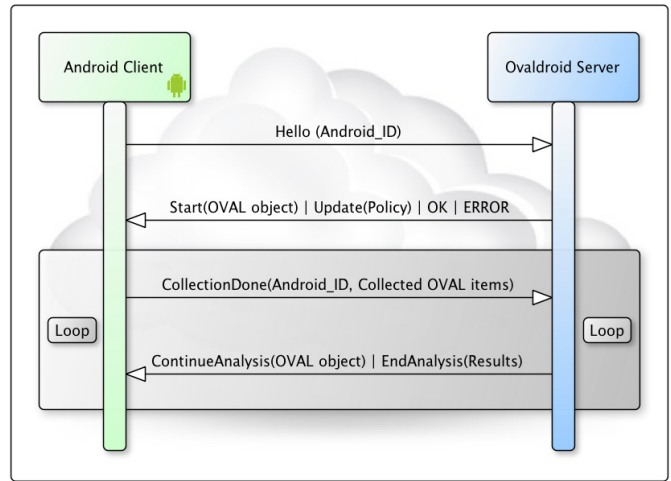 Android Client
Ovaldroid Server
Hello (Android_ID)
Start(OVAL object) | Update(Policy) | OK | ERROR
CollectionDone(Android_ID, Collected OVAL items)
Loop
Loop
ContinueAnalysis(OVAL object) | EndAnalysis(Results)